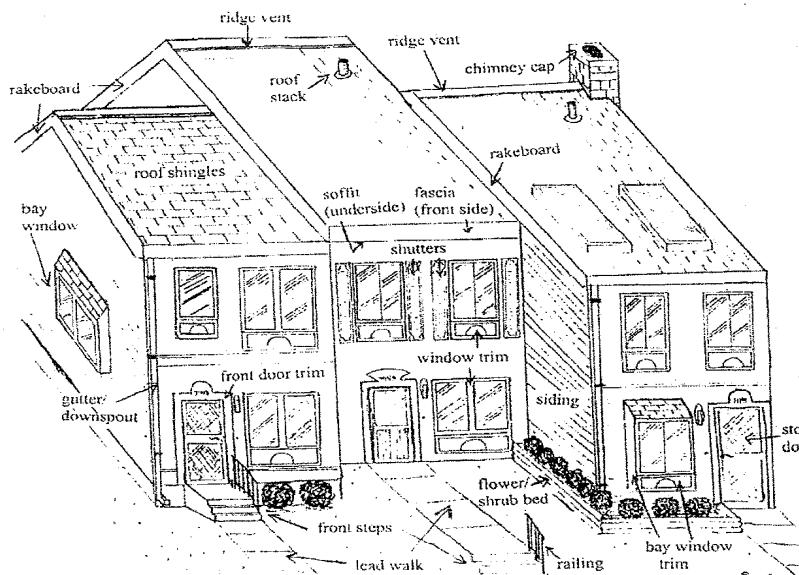 ridge vent
ridge vent
chimney cap
roof
stack
rakeboard
rakeboard
roof shingles
soffit
(underside)
fascia
(front side)
bay
window
shutters
front door trim
window trim
gutter/
downspout
siding
flower/
shrub bed
front steps
lead walk
railing
bay window
trim